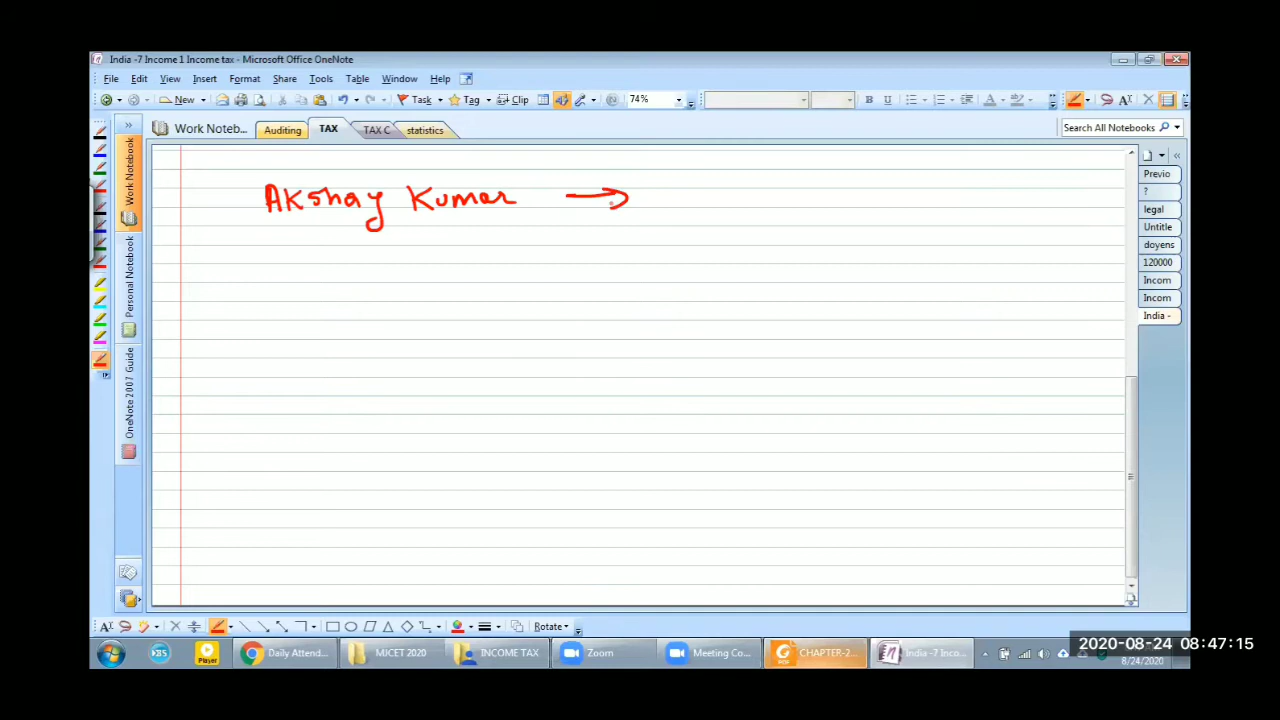 India -7 Income 1 Income tax - Microsoft Office OneNote
File Edit View Insert Format Share Tools Table Window Help
New Task Tag Clip 74% B U
Work Noteb... Auditing TAX TAX C statistics Search All Notebooks
Work Notebook
Personal Notebook
OneNote 2007 Guide
Akshay Kumar →
Previo
?
legal
Untitle
doyens
120000
Incom
Incom
India -
Rotate
Player Daily Attend... MJCET 2020 INCOME TAX Zoom Meeting Co... CHAPTER-2... India -7 Inco...
2020-08-24 08:47:15
8/24/2020